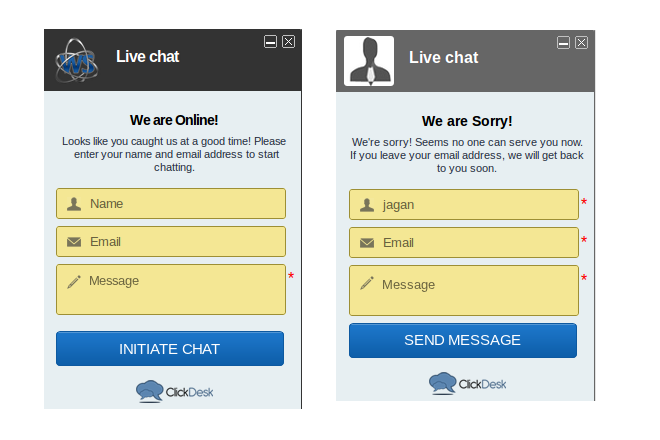 Live chat
We are Online!
Looks like you caught us at a good time! Please
enter your name and email address to start
chatting.
Name
Email
Message
*
INITIATE CHAT
ClickDesk
Live chat
We are Sorry!
We're sorry! Seems no one can serve you now.
If you leave your email address, we will get back
to you soon.
jagan *
Email *
Message *
SEND MESSAGE
ClickDesk